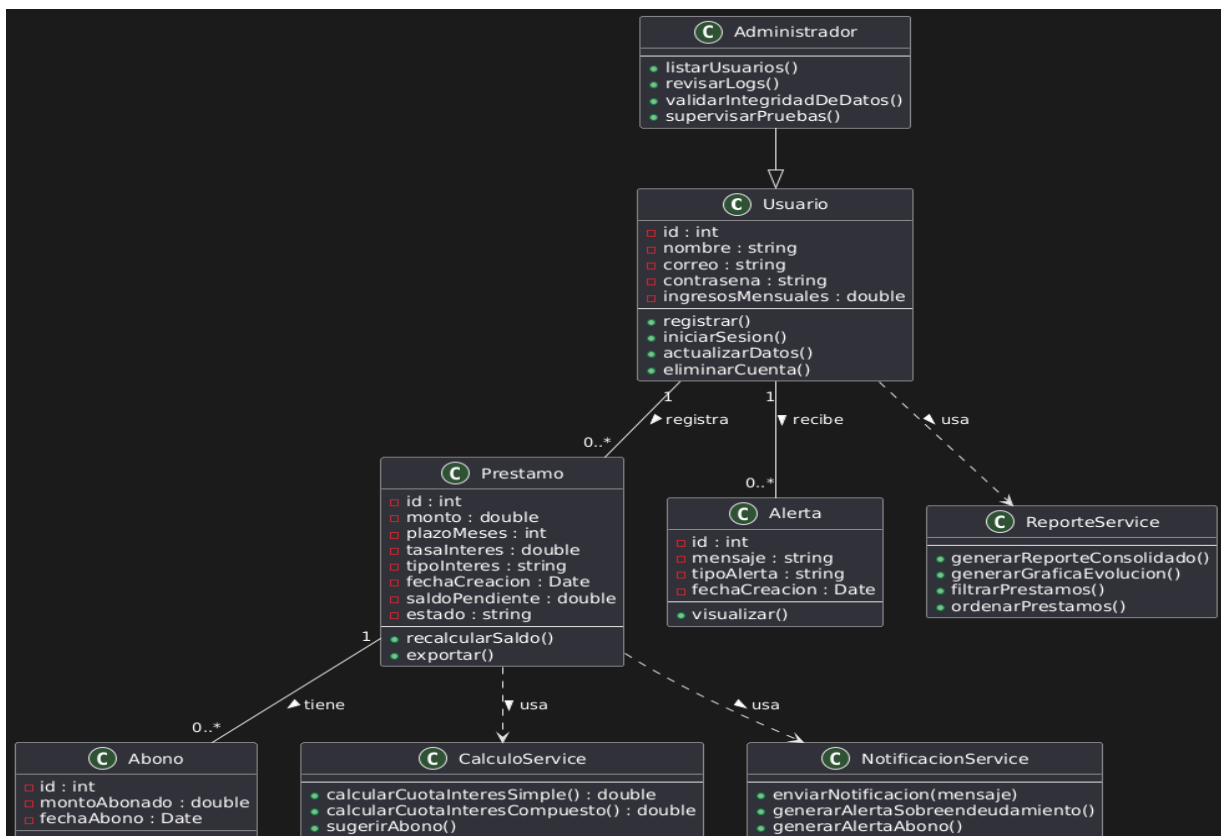 C Administrador
listarUsuarios()
revisarLogs()
validarIntegridadDeDatos()
supervisarPruebas()
C Usuario
id : int
nombre : string
correo : string
contrasena : string
ingresosMensuales : double
registrar()
iniciarSesion()
actualizarDatos()
eliminarCuenta()
1
1
registra
recibe
usa
0..*
0..*
C Prestamo
id : int
monto : double
plazoMeses : int
tasaInteres : double
tipoInteres : string
fechaCreacion : Date
saldoPendiente : double
estado : string
recalcularSaldo()
exportar()
C Alerta
id : int
mensaje : string
tipoAlerta : string
fechaCreacion : Date
visualizar()
C ReporteService
generarReporteConsolidado()
generarGraficaEvolucion()
filtrarPrestamos()
ordenarPrestamos()
1
tiene
usa
usa
0..*
C Abono
id : int
montoAbonado : double
fechaAbono : Date
C CalculoService
calcularCuotaInteresSimple() : double
calcularCuotaInteresCompuesto() : double
sugerirAbono()
C NotificacionService
enviarNotificacion(mensaje)
generarAlertaSobreendeudamiento()
generarAlertaAbono()